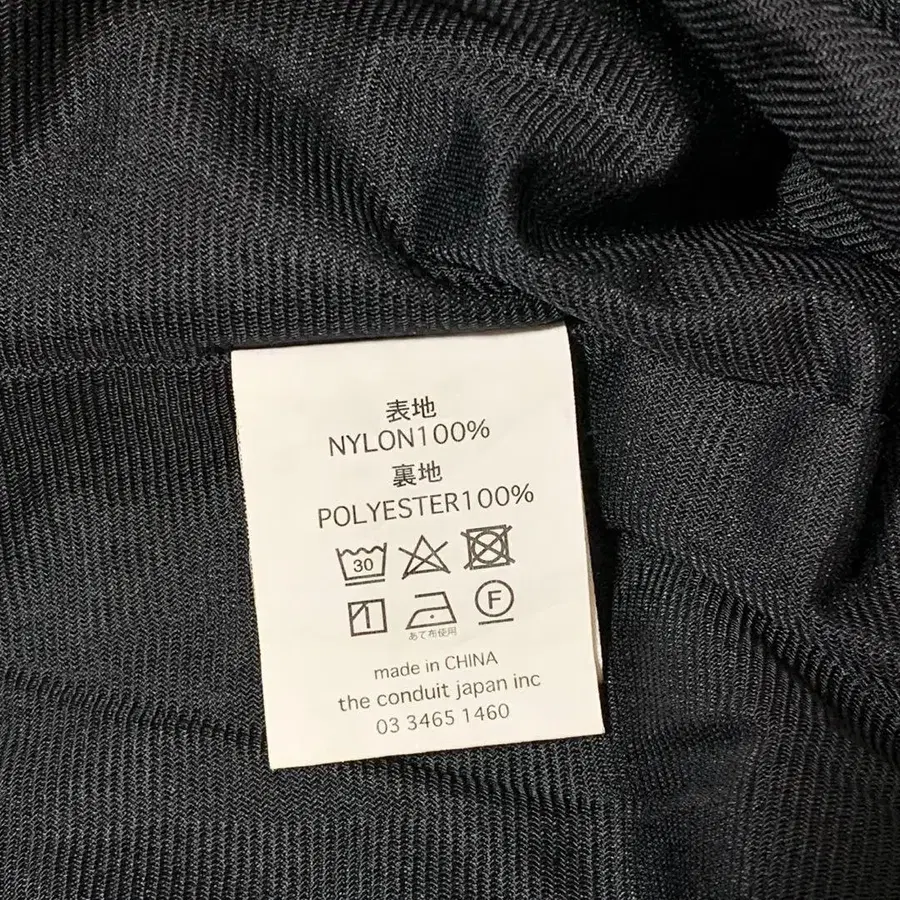 表地
NYLON100%
裏地
POLYESTER100%
30
F
あて布使用
made in CHINA
the conduit japan inc
03 3465 1460